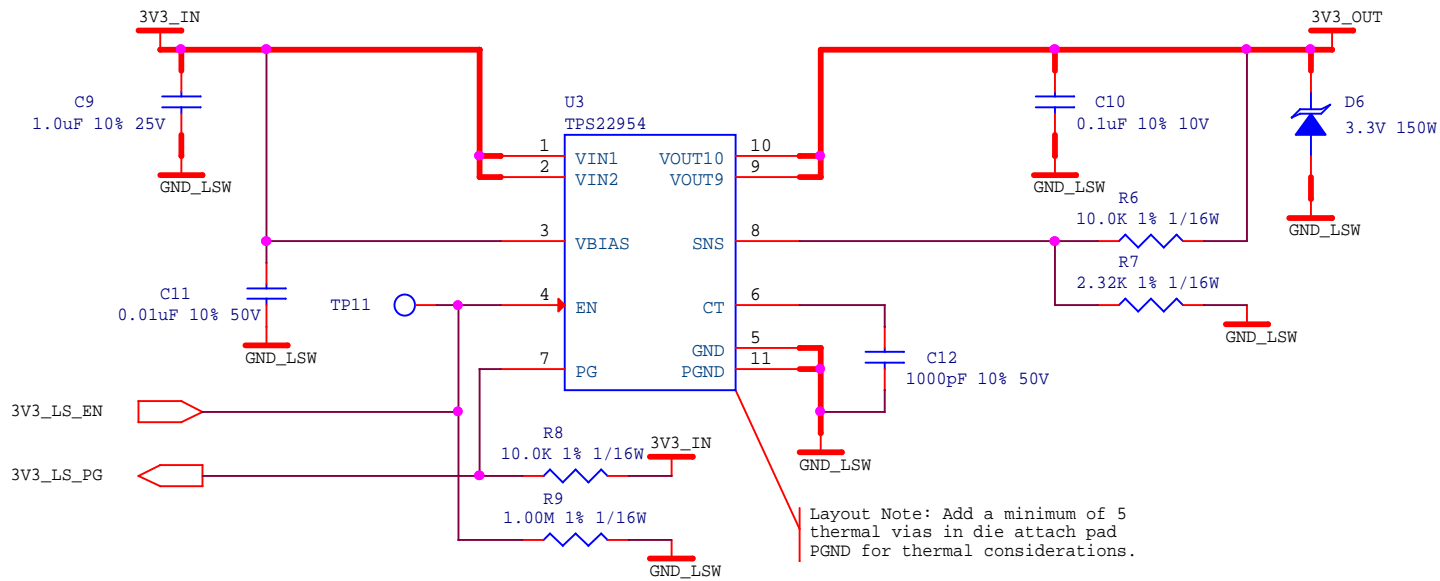 3V3_IN
3V3_OUT
C9
1.0uF 10% 25V
GND_LSW
U3
TPS22954
C10
0.1uF 10% 10V
GND_LSW
D6
3.3V 150W
GND_LSW
1 VIN1 VOUT10 10
2 VIN2 VOUT9 9
3 VBIAS SNS 8
4 EN CT 6
GND 5
7 PG PGND 11
R6
10.0K 1% 1/16W
R7
2.32K 1% 1/16W
GND_LSW
C11
0.01uF 10% 50V
GND_LSW
TP11
C12
1000pF 10% 50V
GND_LSW
3V3_LS_EN
3V3_LS_PG
R8
10.0K 1% 1/16W
3V3_IN
R9
1.00M 1% 1/16W
GND_LSW
Layout Note: Add a minimum of 5
thermal vias in die attach pad
PGND for thermal considerations.